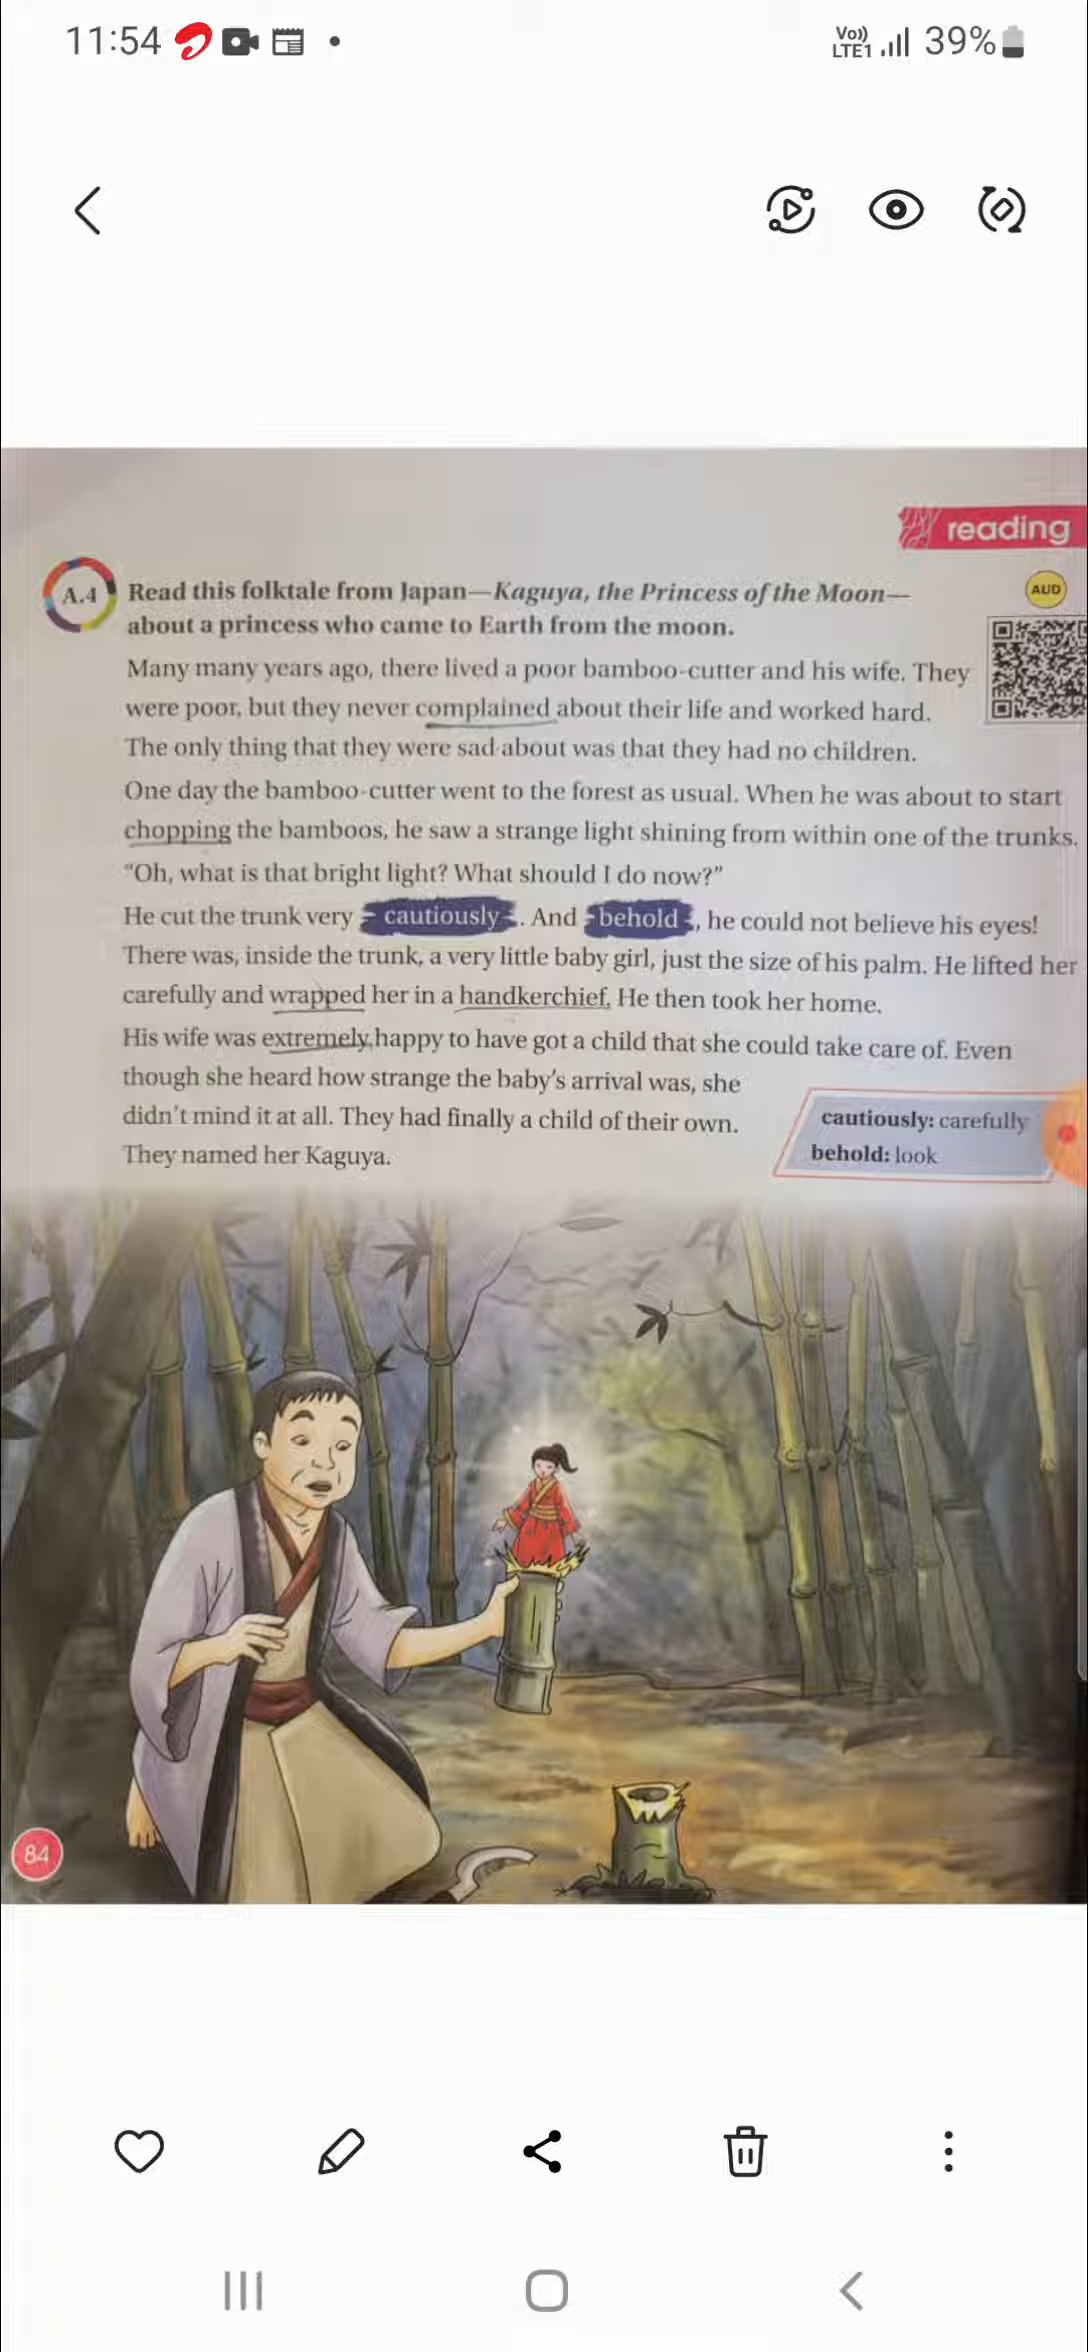 11:54
Vo)) LTE1 39%
reading
A.4 Read this folktale from Japan—Kaguya, the Princess of the Moon—
AUD
about a princess who came to Earth from the moon.
Many many years ago, there lived a poor bamboo-cutter and his wife. They
were poor, but they never complained about their life and worked hard.
The only thing that they were sad about was that they had no children.
One day the bamboo-cutter went to the forest as usual. When he was about to start
chopping the bamboos, he saw a strange light shining from within one of the trunks.
“Oh, what is that bright light? What should I do now?”
He cut the trunk very cautiously. And behold, he could not believe his eyes!
There was, inside the trunk, a very little baby girl, just the size of his palm. He lifted her
carefully and wrapped her in a handkerchief. He then took her home.
His wife was extremely happy to have got a child that she could take care of. Even
though she heard how strange the baby’s arrival was, she
didn’t mind it at all. They had finally a child of their own.
They named her Kaguya.
cautiously: carefully
behold: look
84